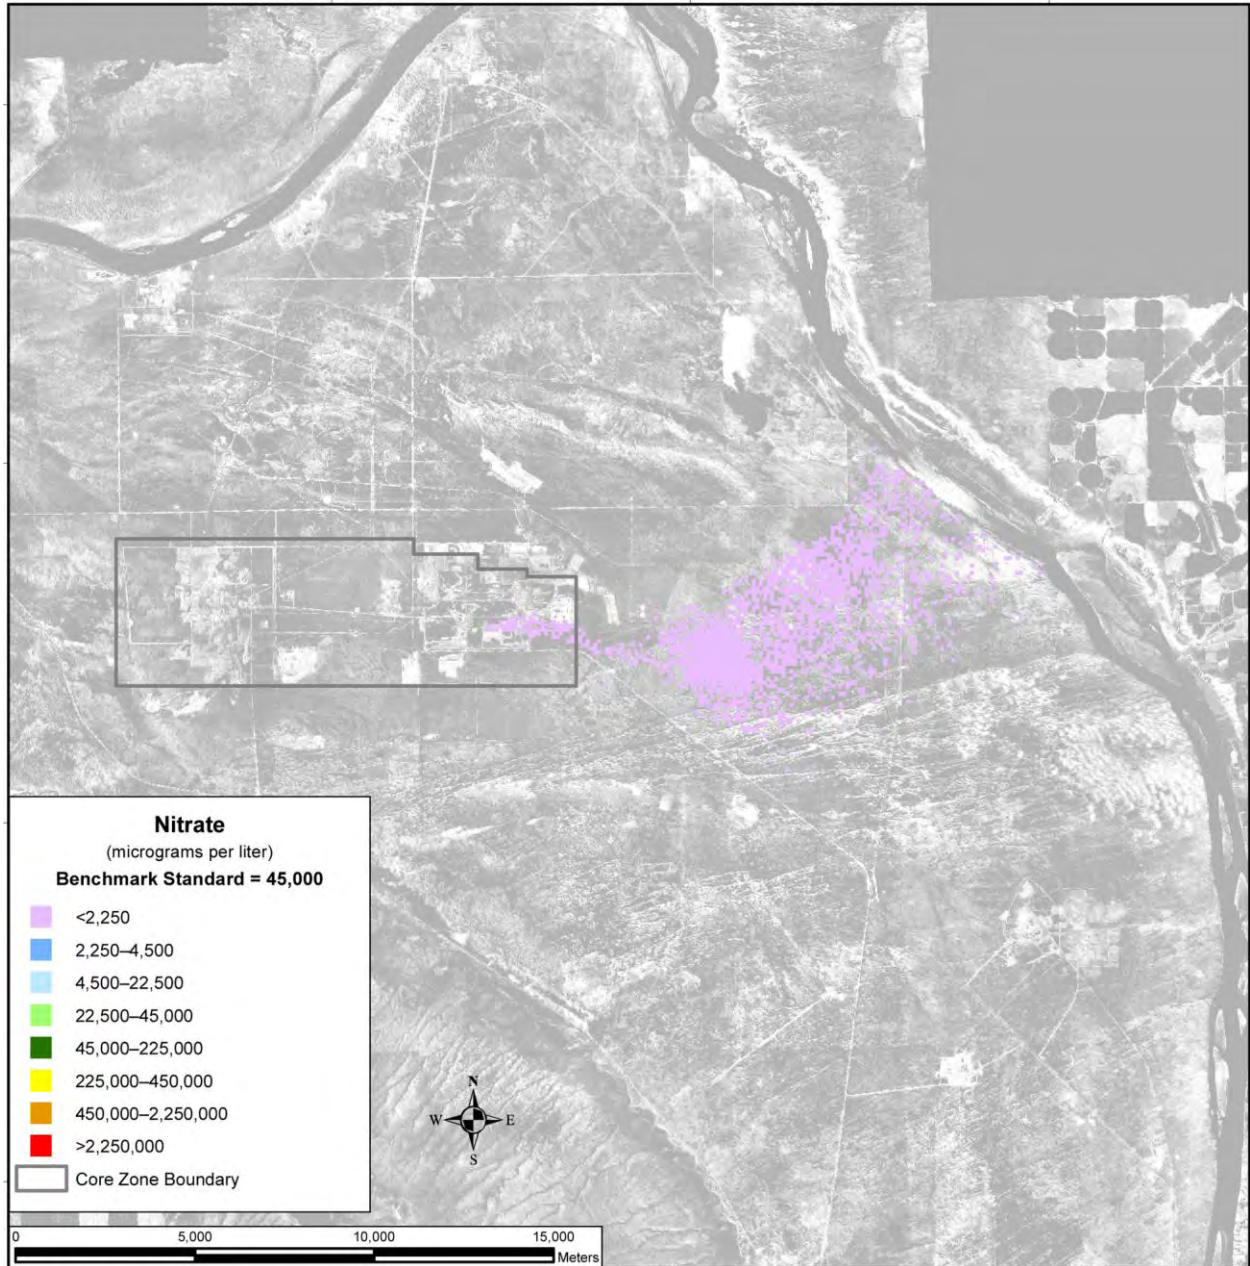 Nitrate
(micrograms per liter)
Benchmark Standard = 45,000
<2,250
2,250–4,500
4,500–22,500
22,500–45,000
45,000–225,000
225,000–450,000
450,000–2,250,000
>2,250,000
Core Zone Boundary
N
W E
S
0 5,000 10,000 15,000
Meters